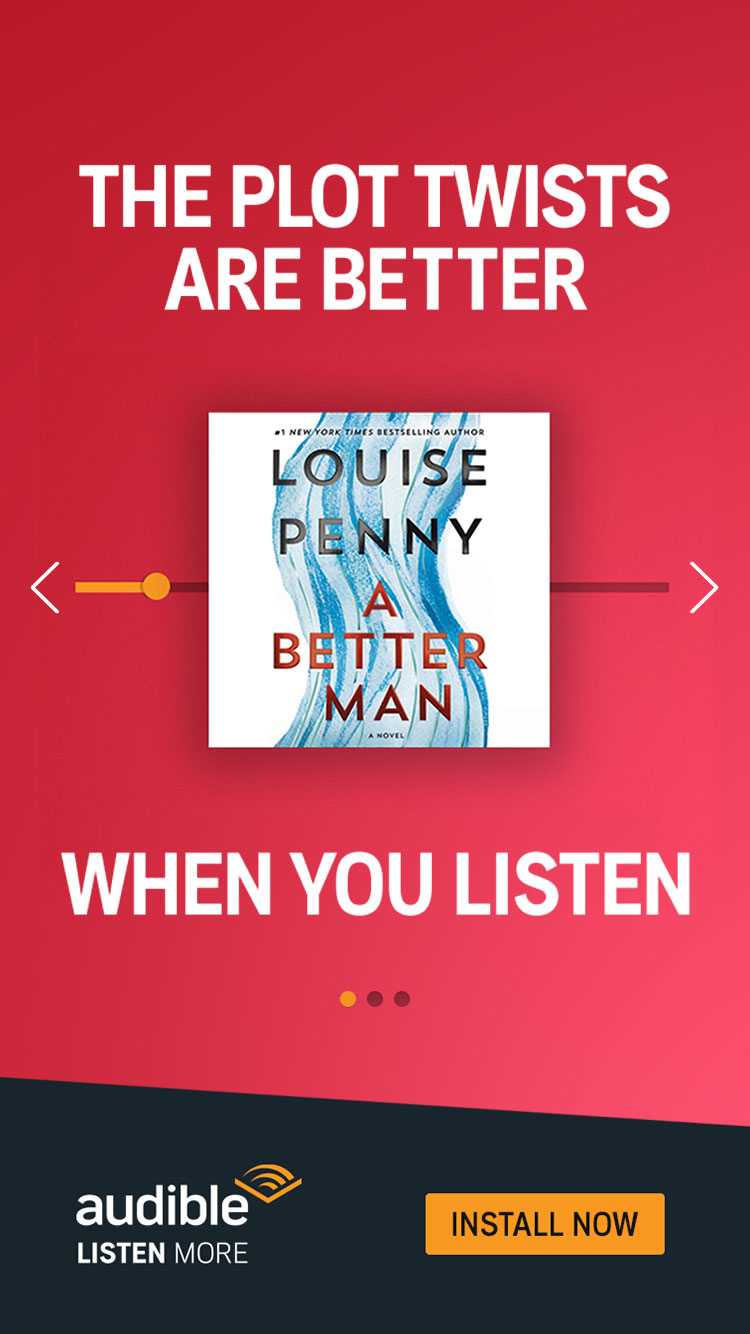 THE PLOT TWISTS
ARE BETTER
#1 NEW YORK TIMES BESTSELLING AUTHOR
LOUISE
PENNY
A
BETTER
MAN
A NOVEL
WHEN YOU LISTEN
audible
LISTEN MORE
INSTALL NOW